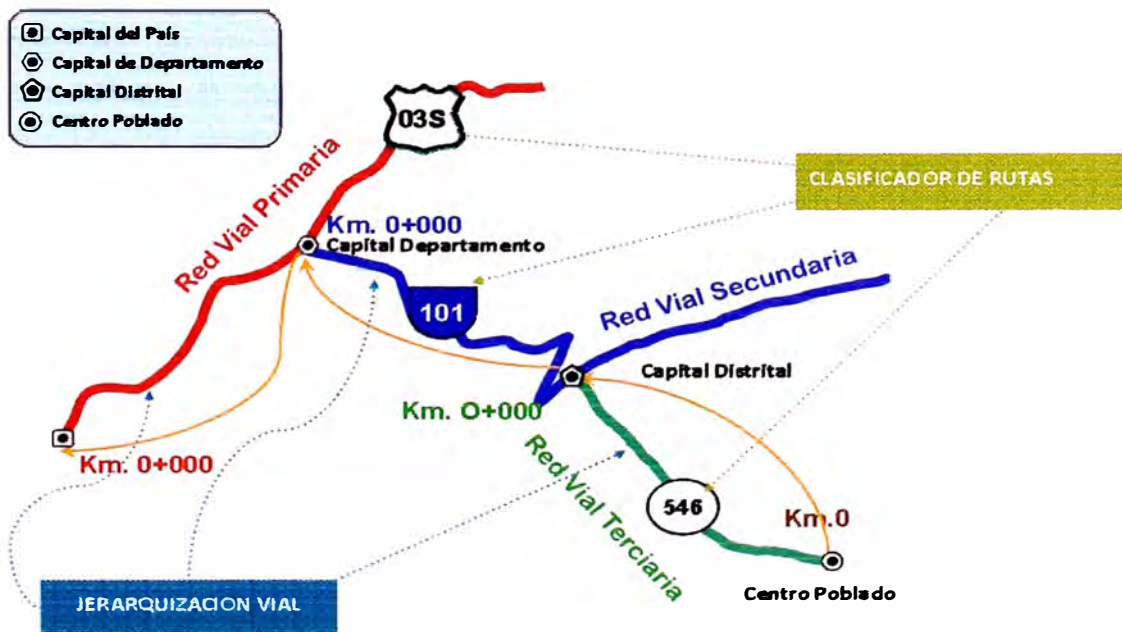 Capital del País
Capital de Departamento
Capital Distrital
Centro Poblado
03S
CLASIFICADOR DE RUTAS
Red Vial Primaria
Km. 0+000
Capital Departamento
101
Red Vial Secundaria
Capital Distrital
Km. O+000
Km. 0+000
Red Vial Terciaria
546
Km.0
Centro Poblado
JERARQUIZACION VIAL